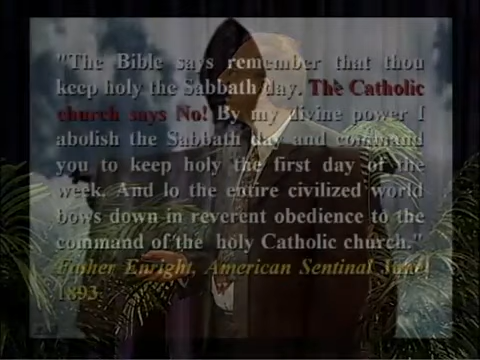 "The Bible says remember that thou
keep holy the Sabbath day. The Catholic
church says No! By my divine power I
abolish the Sabbath day and command
you to keep holy the first day of the
week. And lo the entire civilized world
bows down in reverent obedience to the
command of the holy Catholic church."
Father Enright, American Sentinal June
1893